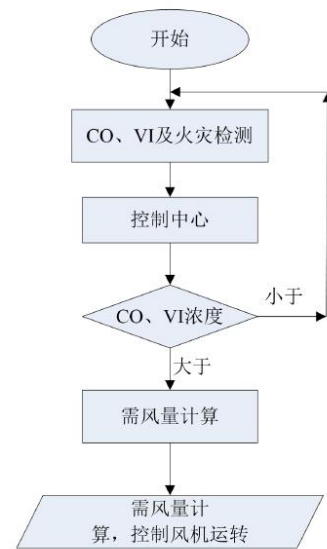 开始
CO、VI及火灾检测
控制中心
CO、VI浓度
小于
大于
需风量计算
需风量计
算，控制风机运转